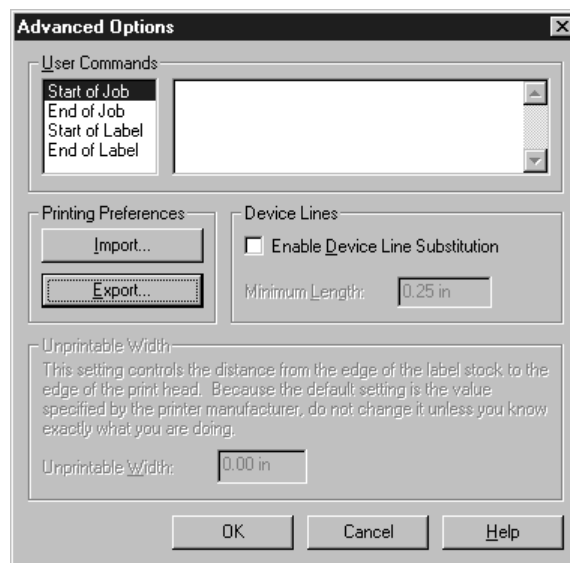 Advanced Options
User Commands
Start of Job
End of Job
Start of Label
End of Label
Printing Preferences
Import...
Export...
Device Lines
Enable Device Line Substitution
Minimum Length:
0.25 in
Unprintable Width
This setting controls the distance from the edge of the label stock to the
edge of the print head. Because the default setting is the value
specified by the printer manufacturer, do not change it unless you know
exactly what you are doing.
Unprintable Width:
0.00 in
OK
Cancel
Help